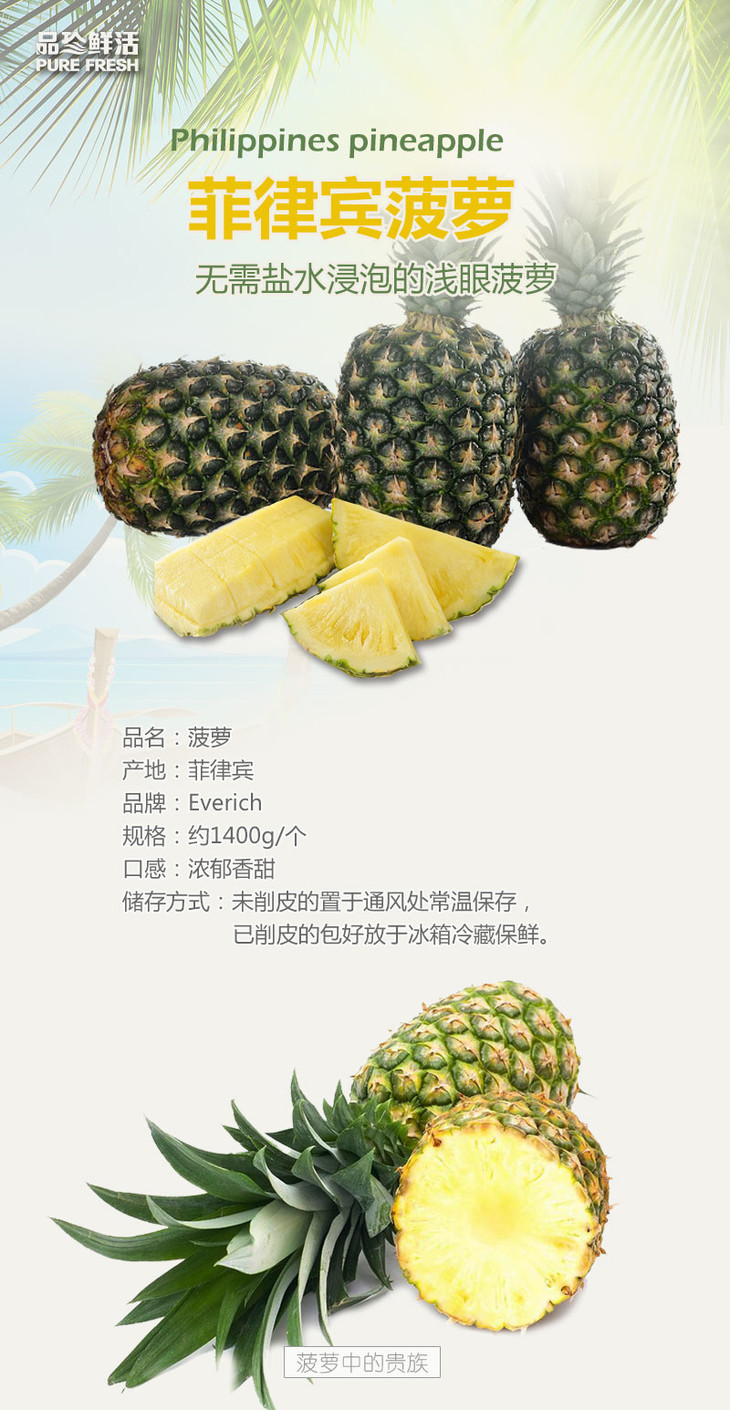 品珍鲜活
PURE FRESH
Philippines pineapple
菲律宾菠萝
无需盐水浸泡的浅眼菠萝
品名：菠萝
产地：菲律宾
品牌：Everich
规格：约1400g/个
口感：浓郁香甜
储存方式：未削皮的置于通风处常温保存，
已削皮的包好放于冰箱冷藏保鲜。
菠萝中的贵族